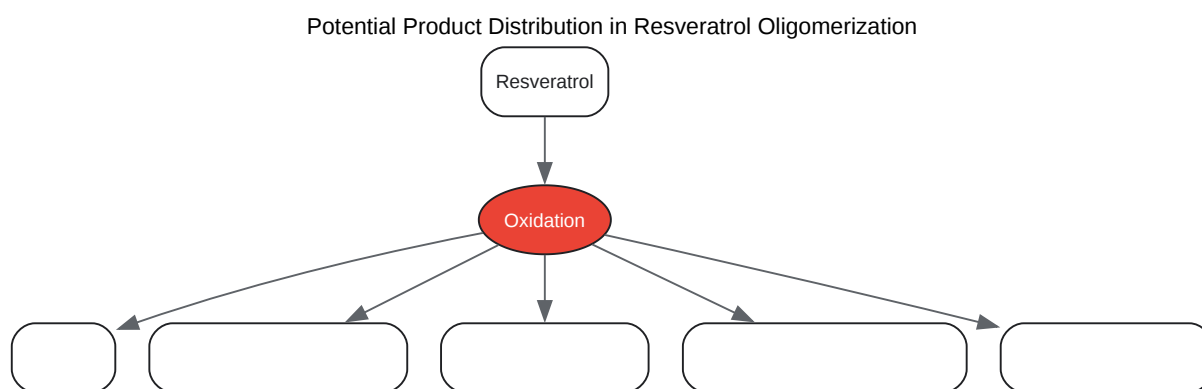 Potential Product Distribution in Resveratrol Oligomerization
Resveratrol
Oxidation